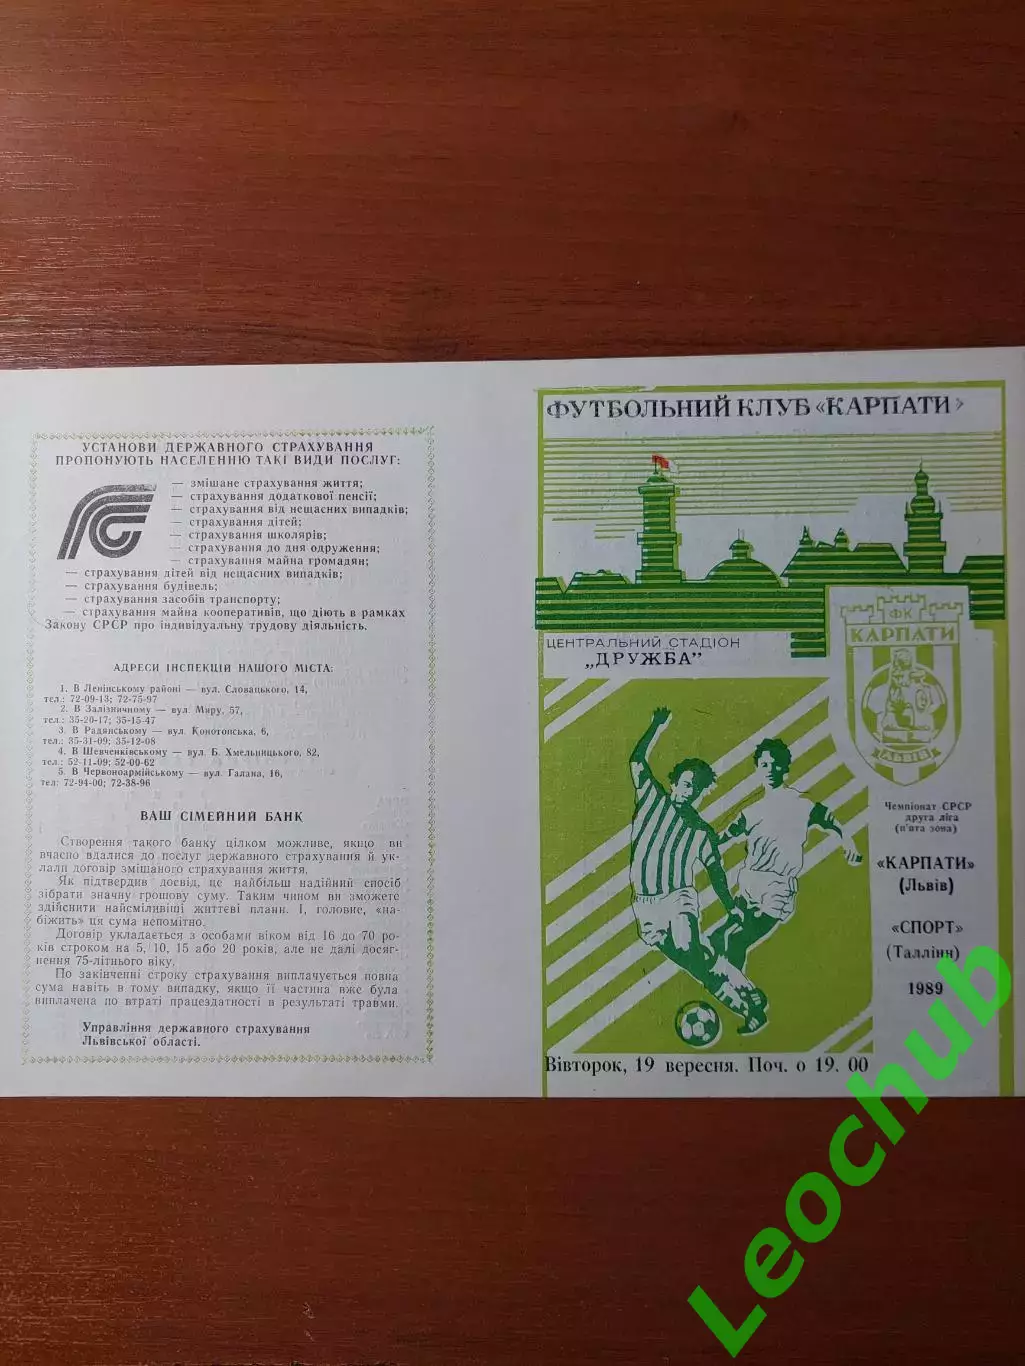 УСТАНОВИ ДЕРЖАВНОГО СТРАХУВАННЯ
ПРОПОНУЮТЬ НАСЕЛЕННЮ ТАКІ ВИДИ ПОСЛУГ:
— змішане страхування життя;
— страхування додаткової пенсії;
— страхування від нещасних випадків;
— страхування дітей;
— страхування школярів;
— страхування до дня одруження;
— страхування майна громадян;
— страхування дітей від нещасних випадків;
— страхування будівель;
— страхування засобів транспорту;
— страхування майна кооперативів, що діють в рамках
Закону СРСР про індивідуальну трудову діяльність.
АДРЕСИ ІНСПЕКЦІЙ НАШОГО МІСТА:
1. В Ленінському районі — вул. Словацького, 14,
тел.: 72-09-13; 72-75-97
2. В Залізничному — вул. Миру, 57,
тел.: 35-20-17; 35-15-47
3. В Радянському — вул. Конотопська, 6,
тел.: 35-31-09; 35-12-08
4. В Шевченківському — вул. Б. Хмельницького, 82,
тел.: 52-11-09; 52-00-62
5. В Червоноармійському — вул. Галана, 16,
тел: 72-94-00; 72-38-96
ВАШ СІМЕЙНИЙ БАНК
Створення такого банку цілком можливе, якщо ви
вчасно вдалися до послуг державного страхування й ук-
лали договір змішаного страхування життя.
Як підтвердив досвід, це найбільш надійний спосіб
зібрати значну грошову суму. Таким чином ви зможете
здійснити найсміливіші життєві плани. І, головне, «на-
біжить» ця сума непомітно.
Договір укладається з особами віком від 16 до 70 ро-
ків строком на 5, 10, 15 або 20 років, але не далі досяг-
нення 75-літнього віку.
По закінченні строку страхування виплачується повна
сума навіть в тому випадку, якщо її частина вже була
виплачена по втраті працездатності в результаті травми.
Управління державного страхування
Львівської області.
ФУТБОЛЬНИЙ КЛУБ «КАРПАТИ»
ЦЕНТРАЛЬНИЙ СТАДІОН
„ДРУЖБА"
ФК
КАРПАТИ
ЛЬВІВ
Чемпіонат СРСР
друга ліга
(п'ята зона)
«КАРПАТИ»
(Львів)
«СПОРТ»
(Таллінн)
1989
Вівторок, 19 вересня. Поч. о 19. 00
Leochub